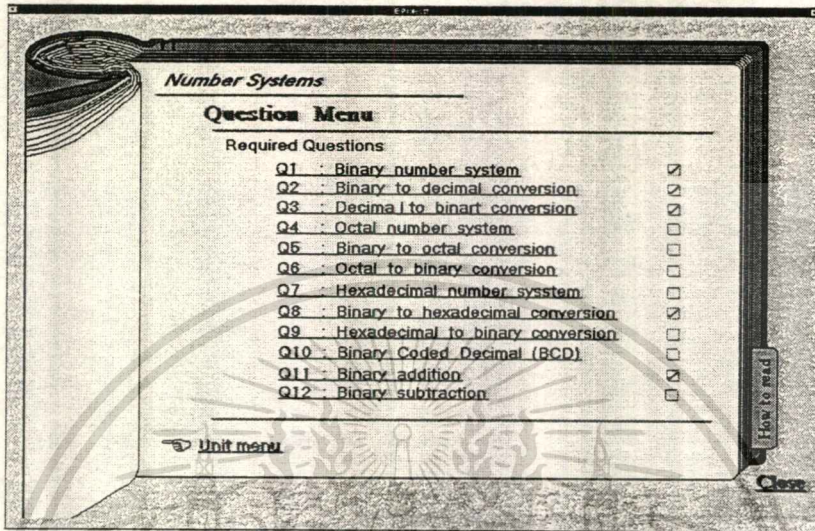 Number Systems
Question Menu
Required Questions
Q1 : Binary number system
Q2 : Binary to decimal conversion
Q3 : Decimal to binart conversion
Q4 : Octal number system
Q5 : Binary to octal conversion
Q6 : Octal to binary conversion
Q7 : Hexadecimal number sysstem
Q8 : Binary to hexadecimal conversion
Q9 : Hexadecimal to binary conversion
Q10 : Binary Coded Decimal (BCD)
Q11 : Binary addition
Q12 : Binary subtraction
How to read
Unit menu
Close